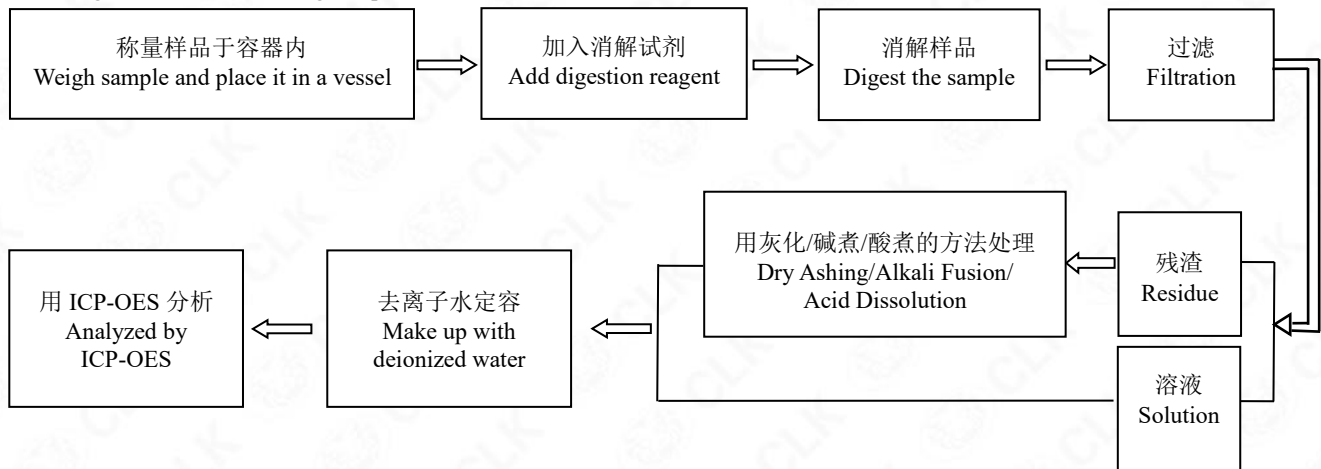 称量样品于容器内
Weigh sample and place it in a vessel
加入消解试剂
Add digestion reagent
消解样品
Digest the sample
过滤
Filtration
残渣
Residue
溶液
Solution
用灰化/碱煮/酸煮的方法处理
Dry Ashing/Alkali Fusion/
Acid Dissolution
去离子水定容
Make up with
deionized water
用 ICP-OES 分析
Analyzed by
ICP-OES
CLK